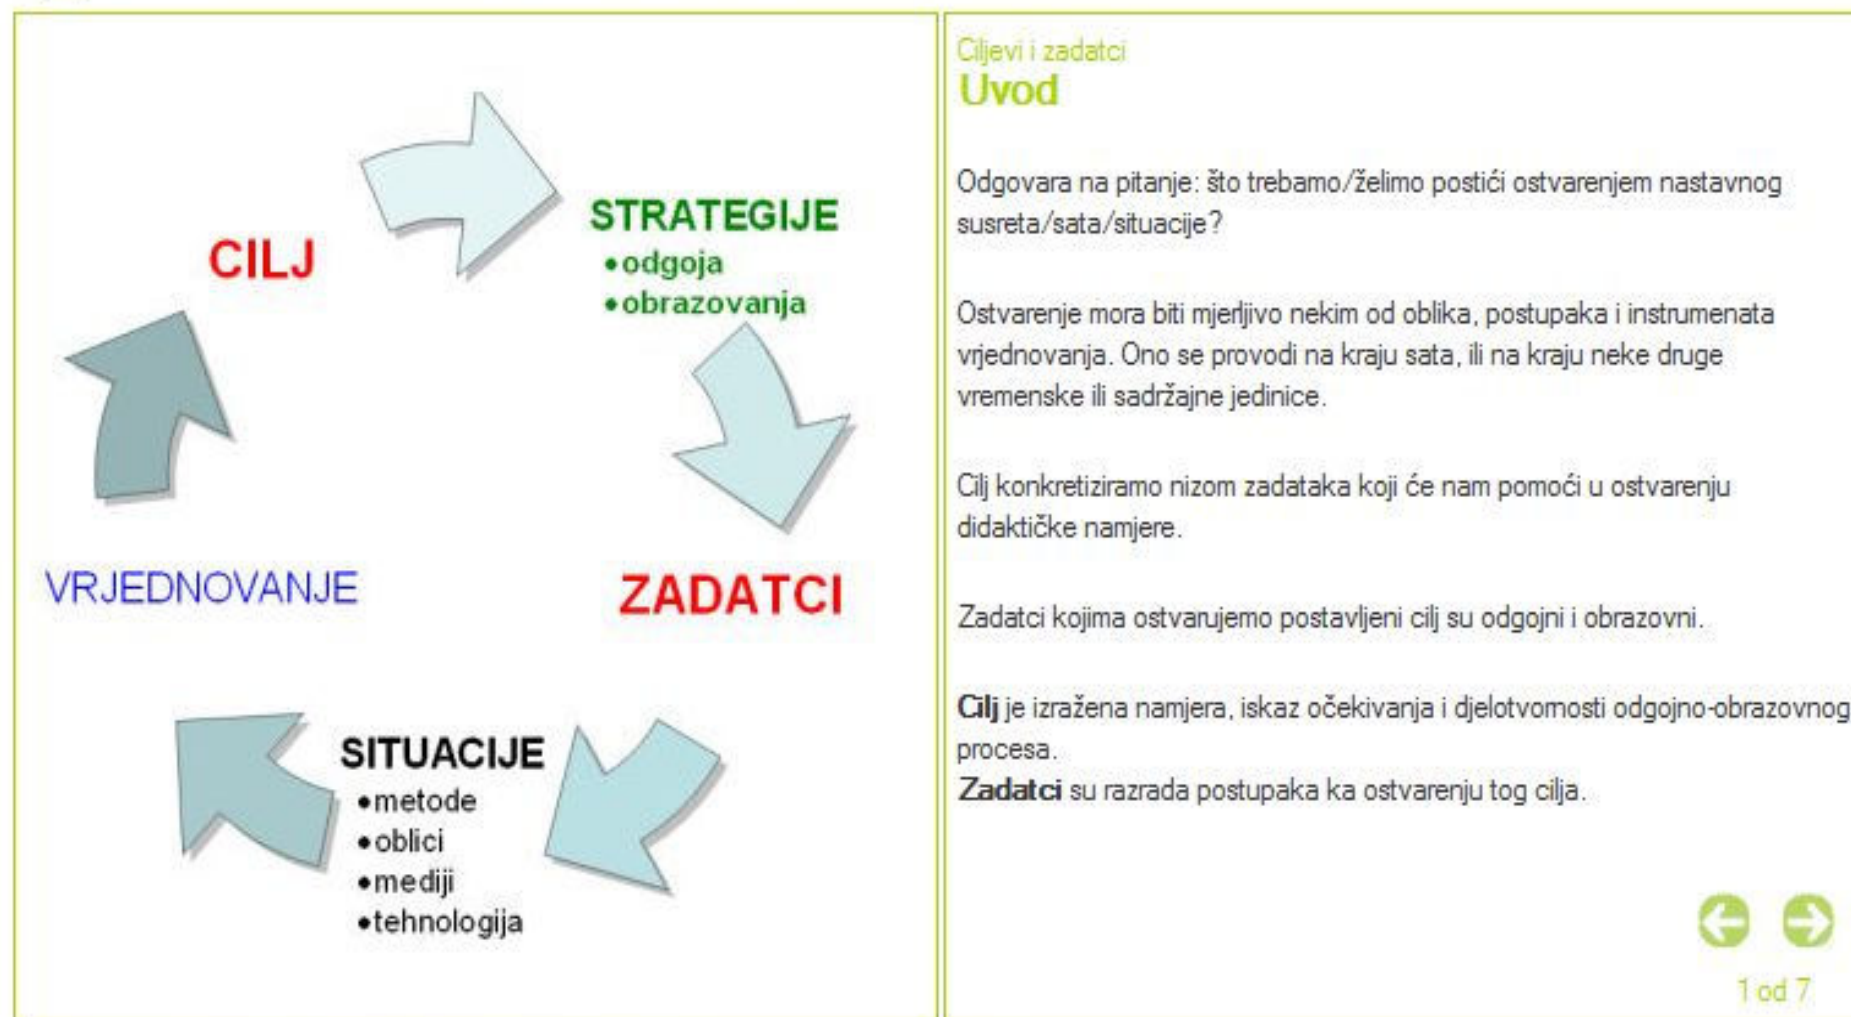 CILJ
STRATEGIJE
•odgoja
•obrazovanja
ZADATCI
SITUACIJE
•metode
•oblici
•mediji
•tehnologija
VRJEDNOVANJE
Ciljevi i zadatci
Uvod
Odgovara na pitanje: što trebamo/želimo postići ostvarenjem nastavnog
susreta/sata/situacije?
Ostvarenje mora biti mjerljivo nekim od oblika, postupaka i instrumenata
vrjednovanja. Ono se provodi na kraju sata, ili na kraju neke druge
vremenske ili sadržajne jedinice.
Cilj konkretiziramo nizom zadataka koji će nam pomoći u ostvarenju
didaktičke namjere.
Zadatci kojima ostvarujemo postavljeni cilj su odgojni i obrazovni.
Cilj je izražena namjera, iskaz očekivanja i djelotvornosti odgojno-obrazovnog
procesa.
Zadatci su razrada postupaka ka ostvarenju tog cilja.
1 od 7